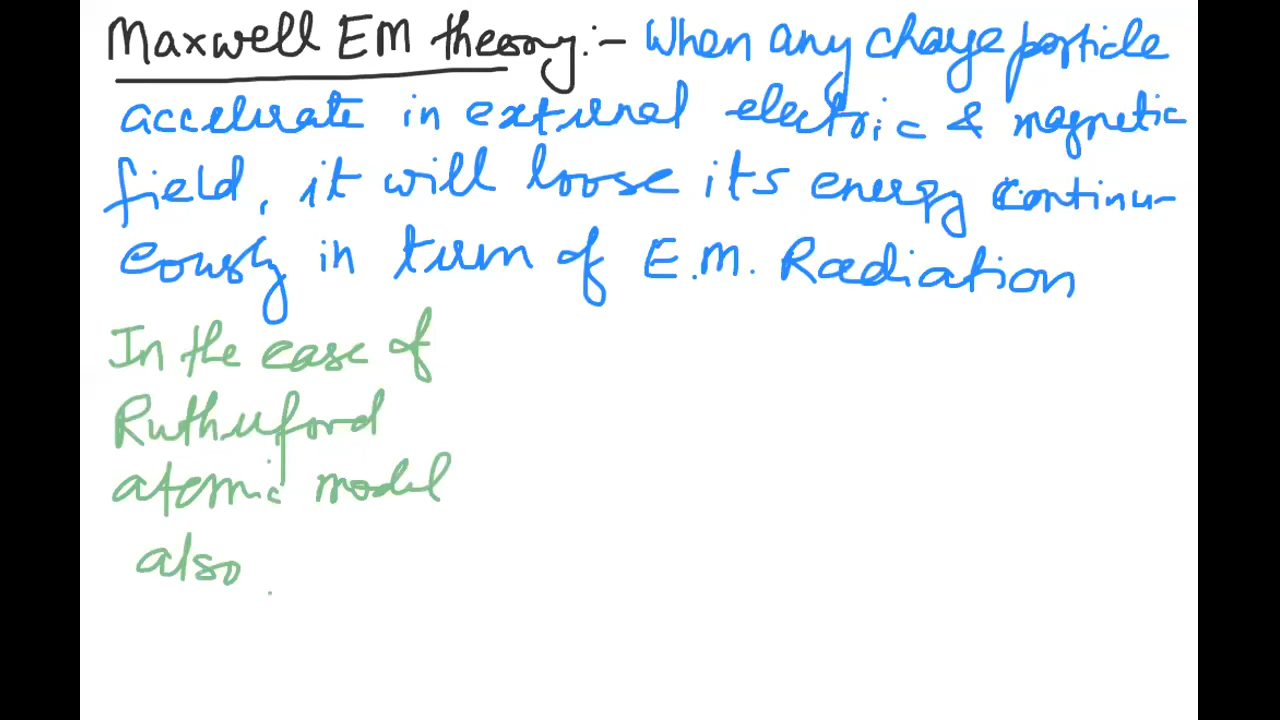 Maxwell EM theory:- When any charge particle
accelerate in external electric & magnetic
field, it will loose its energy continu-
eously in term of E.M. Radiation
In the case of
Rutherford
atomic model
also